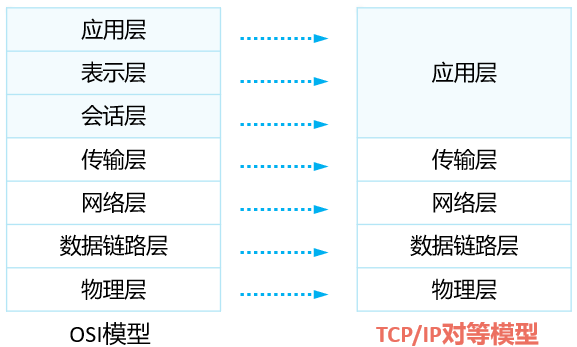 应用层
表示层
会话层
传输层
网络层
数据链路层
物理层
OSI模型
应用层
传输层
网络层
数据链路层
物理层
TCP/IP对等模型